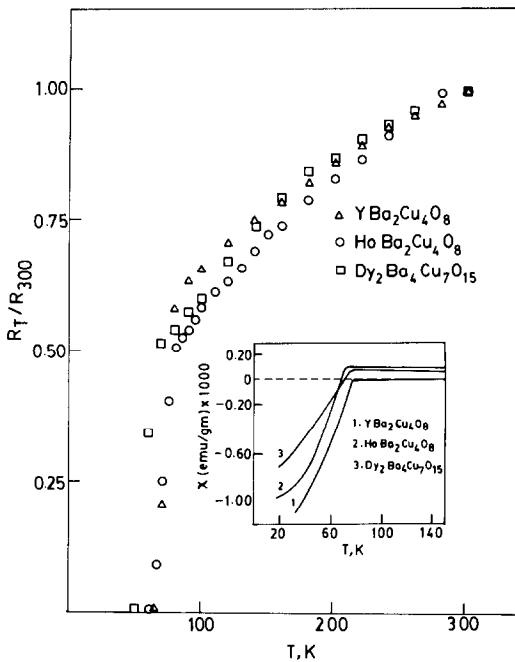 1.00
0.75
0.50
0.25
R_T/R_300
△ YBa₂Cu₄O₈
○ HoBa₂Cu₄O₈
□ Dy₂Ba₄Cu₇O₁₅
0.20
0
-0.20
-0.60
-1.00
χ (emu/gm) × 1000
3
2
1
1. YBa₂Cu₄O₈
2. HoBa₂Cu₄O₈
3. Dy₂Ba₄Cu₇O₁₅
20 60 100 140
T, K
100 200 300
T, K